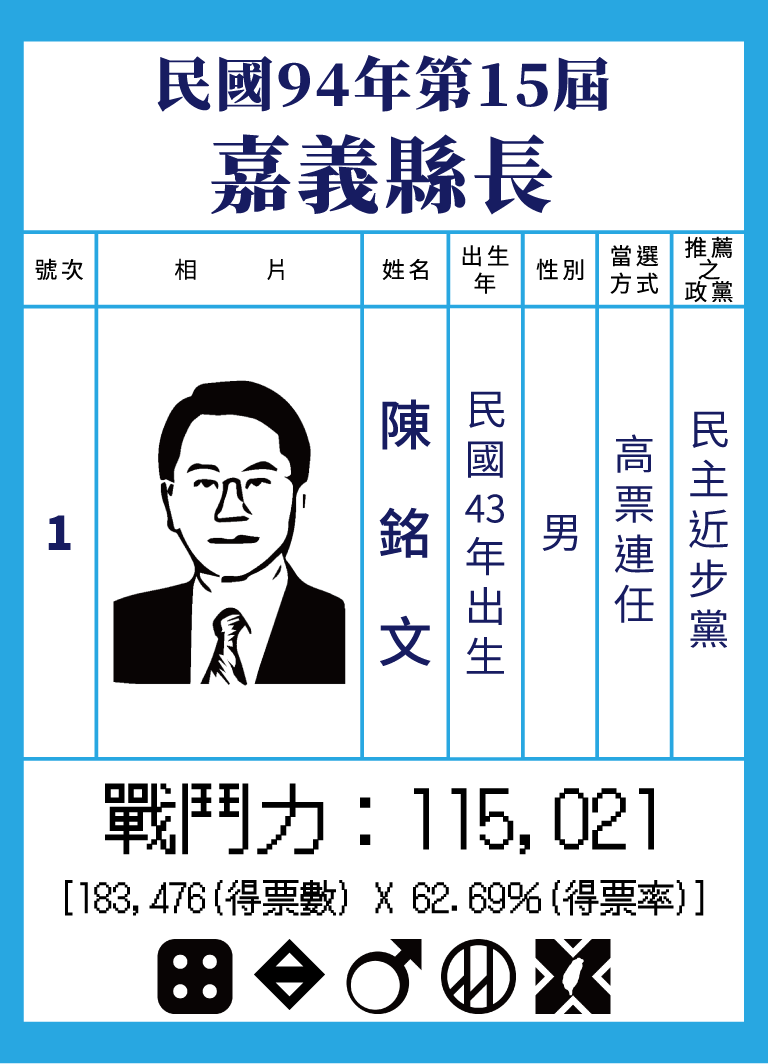 民國94年第15屆
嘉義縣長
號次
相 片
姓名
出生
年
性別
當選
方式
推薦
之
政黨
1
陳銘文
民國43年出生
男
高票連任
民主近步黨
戰鬥力：115,021
[183,476(得票數) X 62.69%(得票率)]